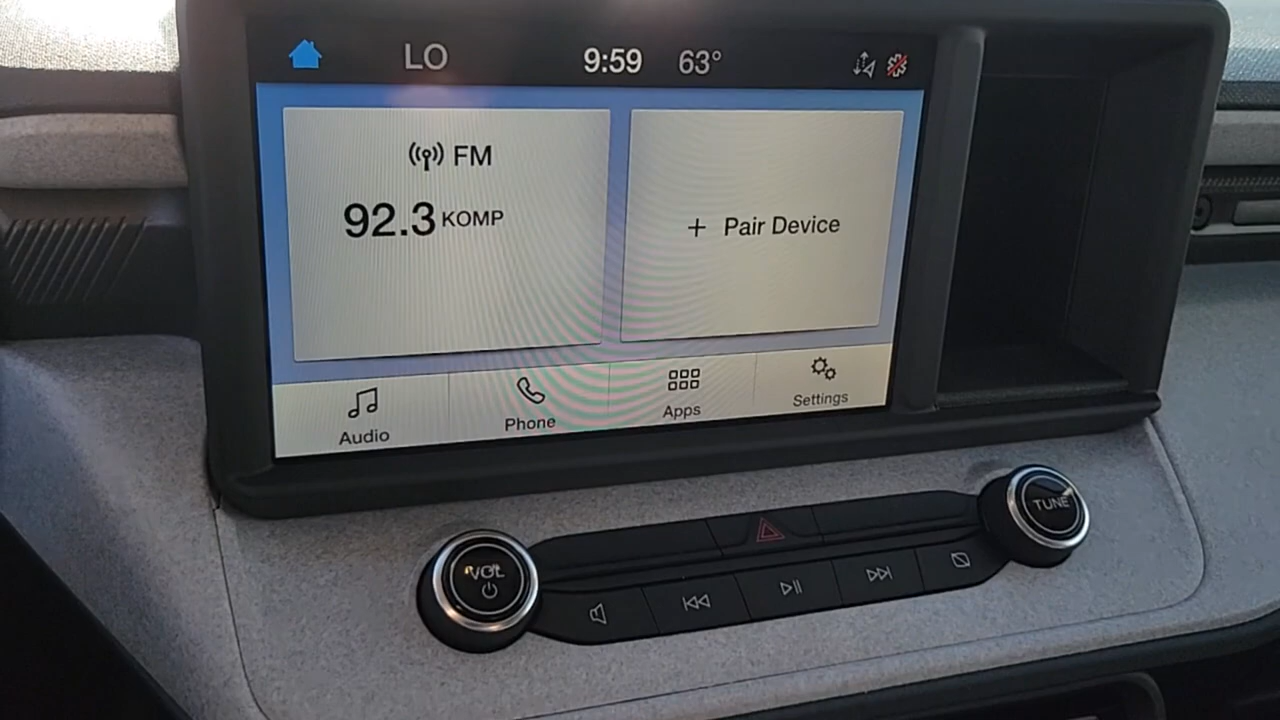 LO 9:59 63°
FM
92.3 KOMP
+ Pair Device
Audio Phone Apps Settings
VOL
TUNE